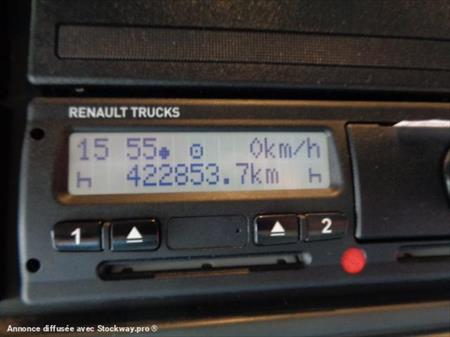 RENAULT TRUCKS
15 55 0km/h
422853.7km
1 2
Annonce diffusée avec Stockway.pro®